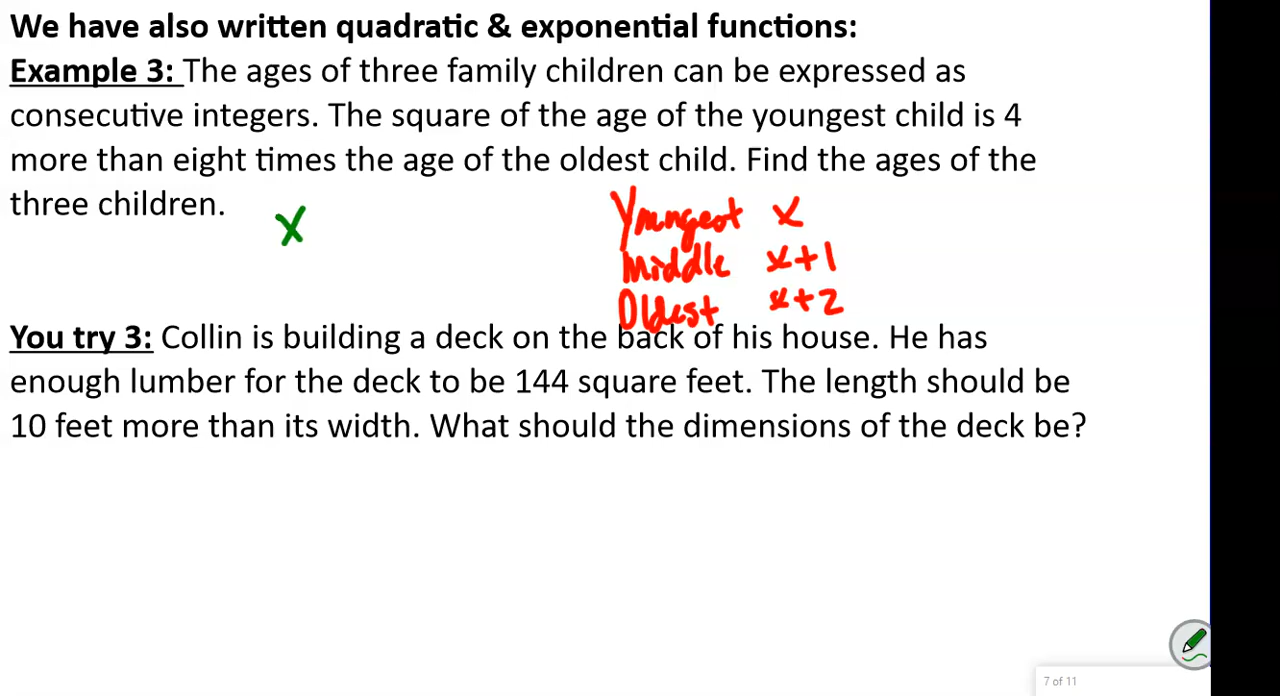 We have also written quadratic & exponential functions:
Example 3: The ages of three family children can be expressed as
consecutive integers. The square of the age of the youngest child is 4
more than eight times the age of the oldest child. Find the ages of the
three children.
X
Youngest x
Middle x+1
Oldest x+2
You try 3: Collin is building a deck on the back of his house. He has
enough lumber for the deck to be 144 square feet. The length should be
10 feet more than its width. What should the dimensions of the deck be?
7 of 11